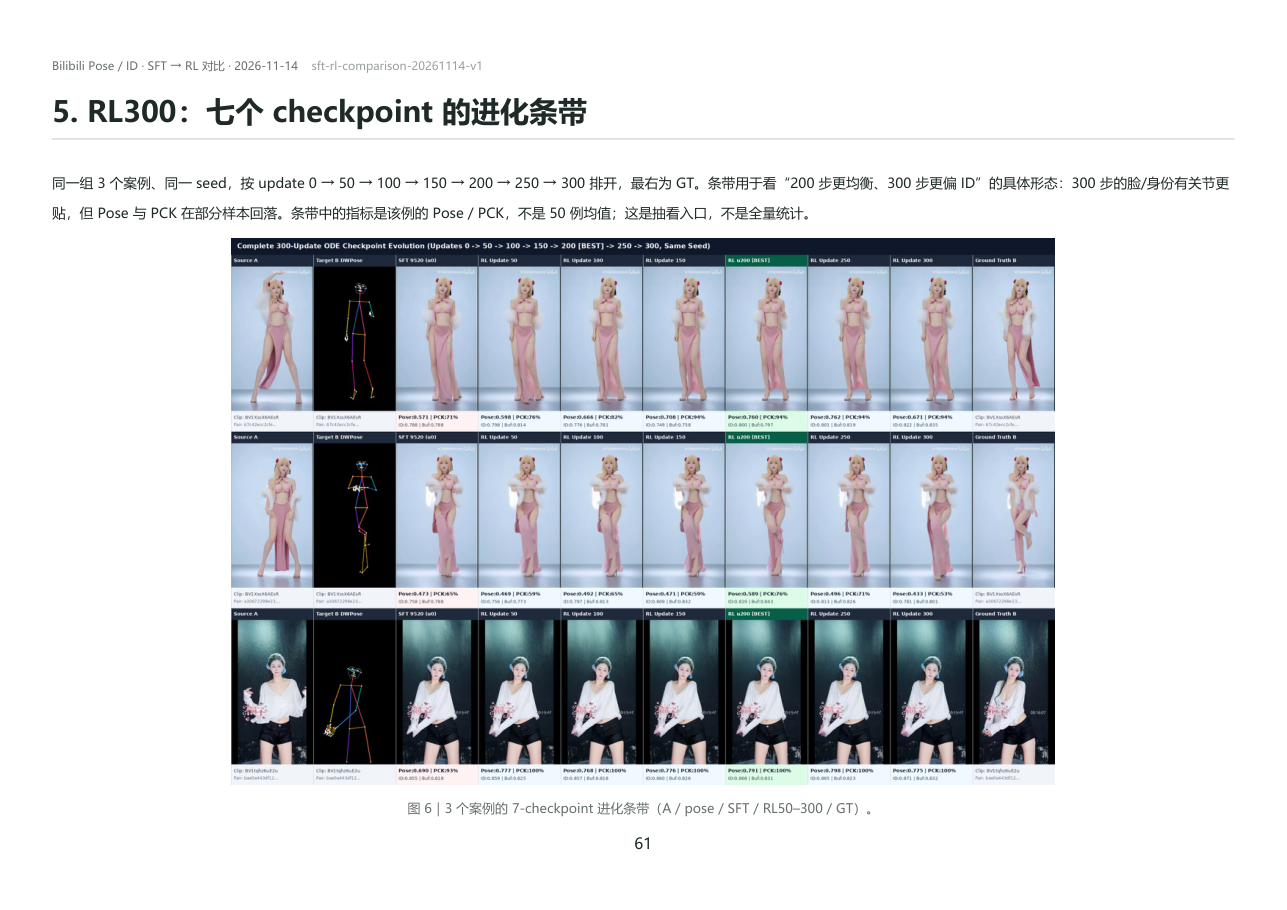 Bilibili Pose / ID · SFT → RL 对比 · 2026-11-14 sft-rl-comparison-20261114-v1
5. RL300：七个 checkpoint 的进化条带
同一组 3 个案例、同一 seed，按 update 0 → 50 → 100 → 150 → 200 → 250 → 300 排开，最右为 GT。条带用于看“200 步更均衡、300 步更偏 ID”的具体形态：300 步的脸/身份有关节更
贴，但 Pose 与 PCK 在部分样本回落。条带中的指标是该例的 Pose / PCK，不是 50 例均值；这是抽看入口，不是全量统计。
Complete 300-Update ODE Checkpoint Evolution (Updates 0 -> 50 -> 100 -> 150 -> 200 [BEST] -> 250 -> 300, Same Seed)
Source A Target B DWPose SFT 9520 (u0) RL Update 50 RL Update 100 RL Update 150 RL u200 [BEST] RL Update 250 RL Update 300 Ground Truth B
Pose:0.571 | PCK:71% Pose:0.598 | PCK:76% Pose:0.666 | PCK:82% Pose:0.708 | PCK:94% Pose:0.760 | PCK:94% Pose:0.762 | PCK:94% Pose:0.671 | PCK:94%
Source A Target B DWPose SFT 9520 (u0) RL Update 50 RL Update 100 RL Update 150 RL u200 [BEST] RL Update 250 RL Update 300 Ground Truth B
Pose:0.473 | PCK:65% Pose:0.469 | PCK:59% Pose:0.492 | PCK:65% Pose:0.471 | PCK:59% Pose:0.589 | PCK:76% Pose:0.496 | PCK:71% Pose:0.433 | PCK:53%
Source A Target B DWPose SFT 9520 (u0) RL Update 50 RL Update 100 RL Update 150 RL u200 [BEST] RL Update 250 RL Update 300 Ground Truth B
Pose:0.690 | PCK:93% Pose:0.777 | PCK:100% Pose:0.768 | PCK:100% Pose:0.776 | PCK:100% Pose:0.791 | PCK:100% Pose:0.798 | PCK:100% Pose:0.775 | PCK:100%
图 6 | 3 个案例的 7-checkpoint 进化条带（A / pose / SFT / RL50–300 / GT）。
61